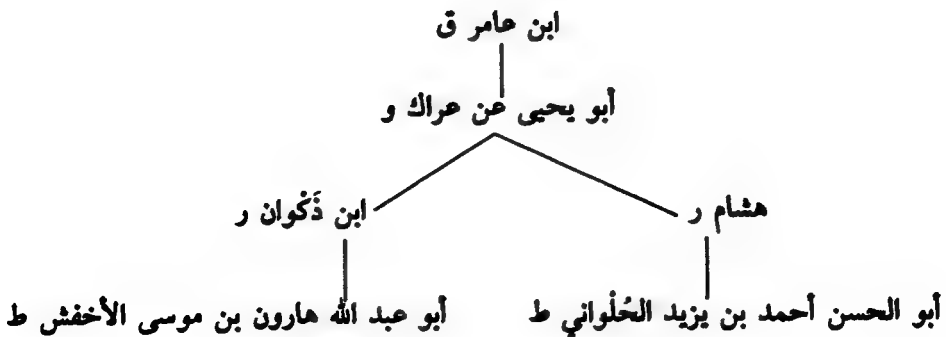 ابن عامر ق
أبو يحيى عن عراك و
هشام ر
ابن ذَكْوان ر
أبو الحسن أحمد بن يزيد الحُلْواني ط
أبو عبد الله هارون بن موسى الأخفش ط